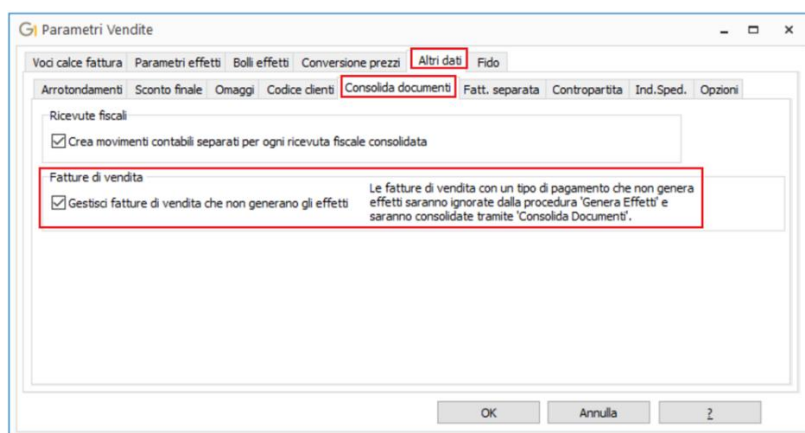 G1 Parametri Vendite
Voci calce fattura Parametri effetti Bolli effetti Conversione prezzi Altri dati Fido
Arrotondamenti Sconto finale Omaggi Codice clienti Consolida documenti Fatt. separata Contropartita Ind.Sped. Opzioni
Ricevute fiscali
Crea movimenti contabili separati per ogni ricevuta fiscale consolidata
Fatture di vendita
Gestisci fatture di vendita che non generano gli effetti
Le fatture di vendita con un tipo di pagamento che non genera
effetti saranno ignorate dalla procedura 'Genera Effetti' e
saranno consolidate tramite 'Consolida Documenti'.
OK Annulla ?